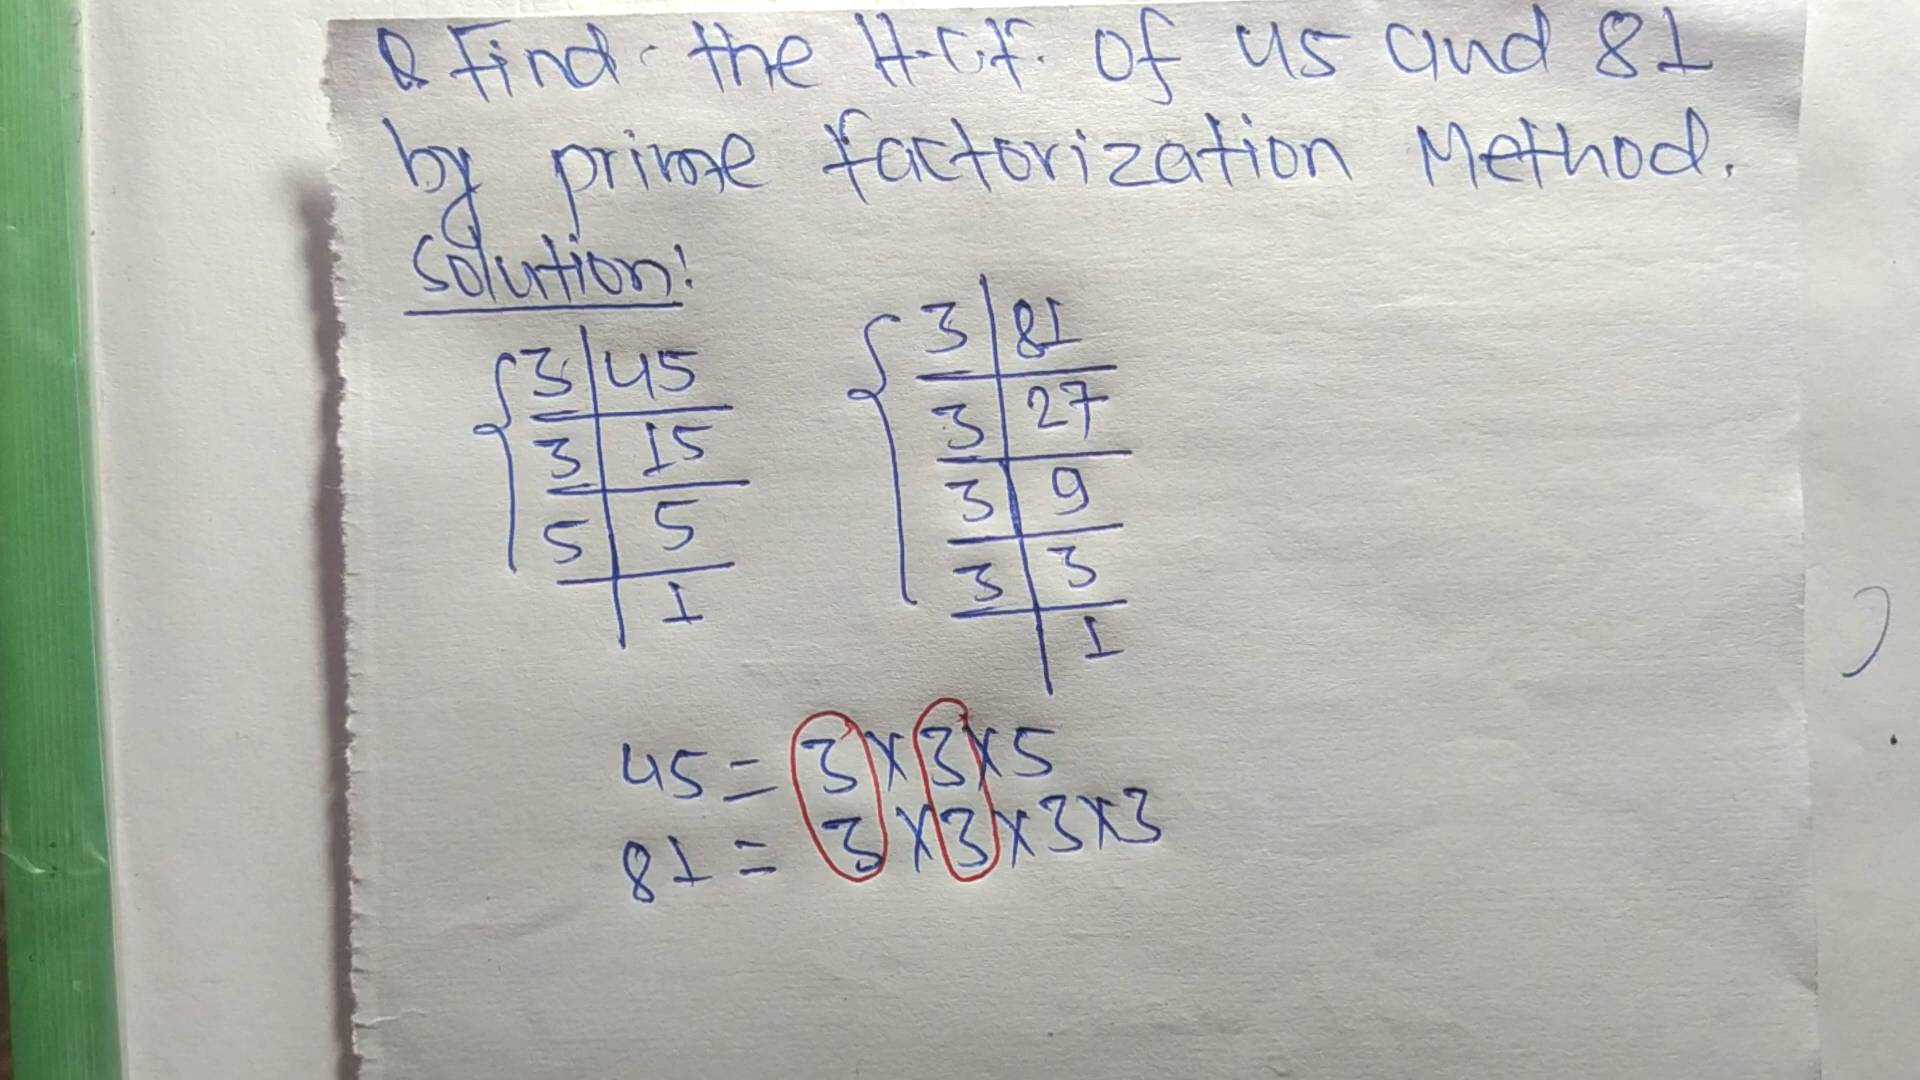 Q Find the H.C.F. Of 45 and 81
by prime factorization Method.
Solution:
3 | 45
3 | 15
5 | 5
1
3 | 81
3 | 27
3 | 9
3 | 3
1
45 = 3 x 3 x 5
81 = 3 x 3 x 3 x 3